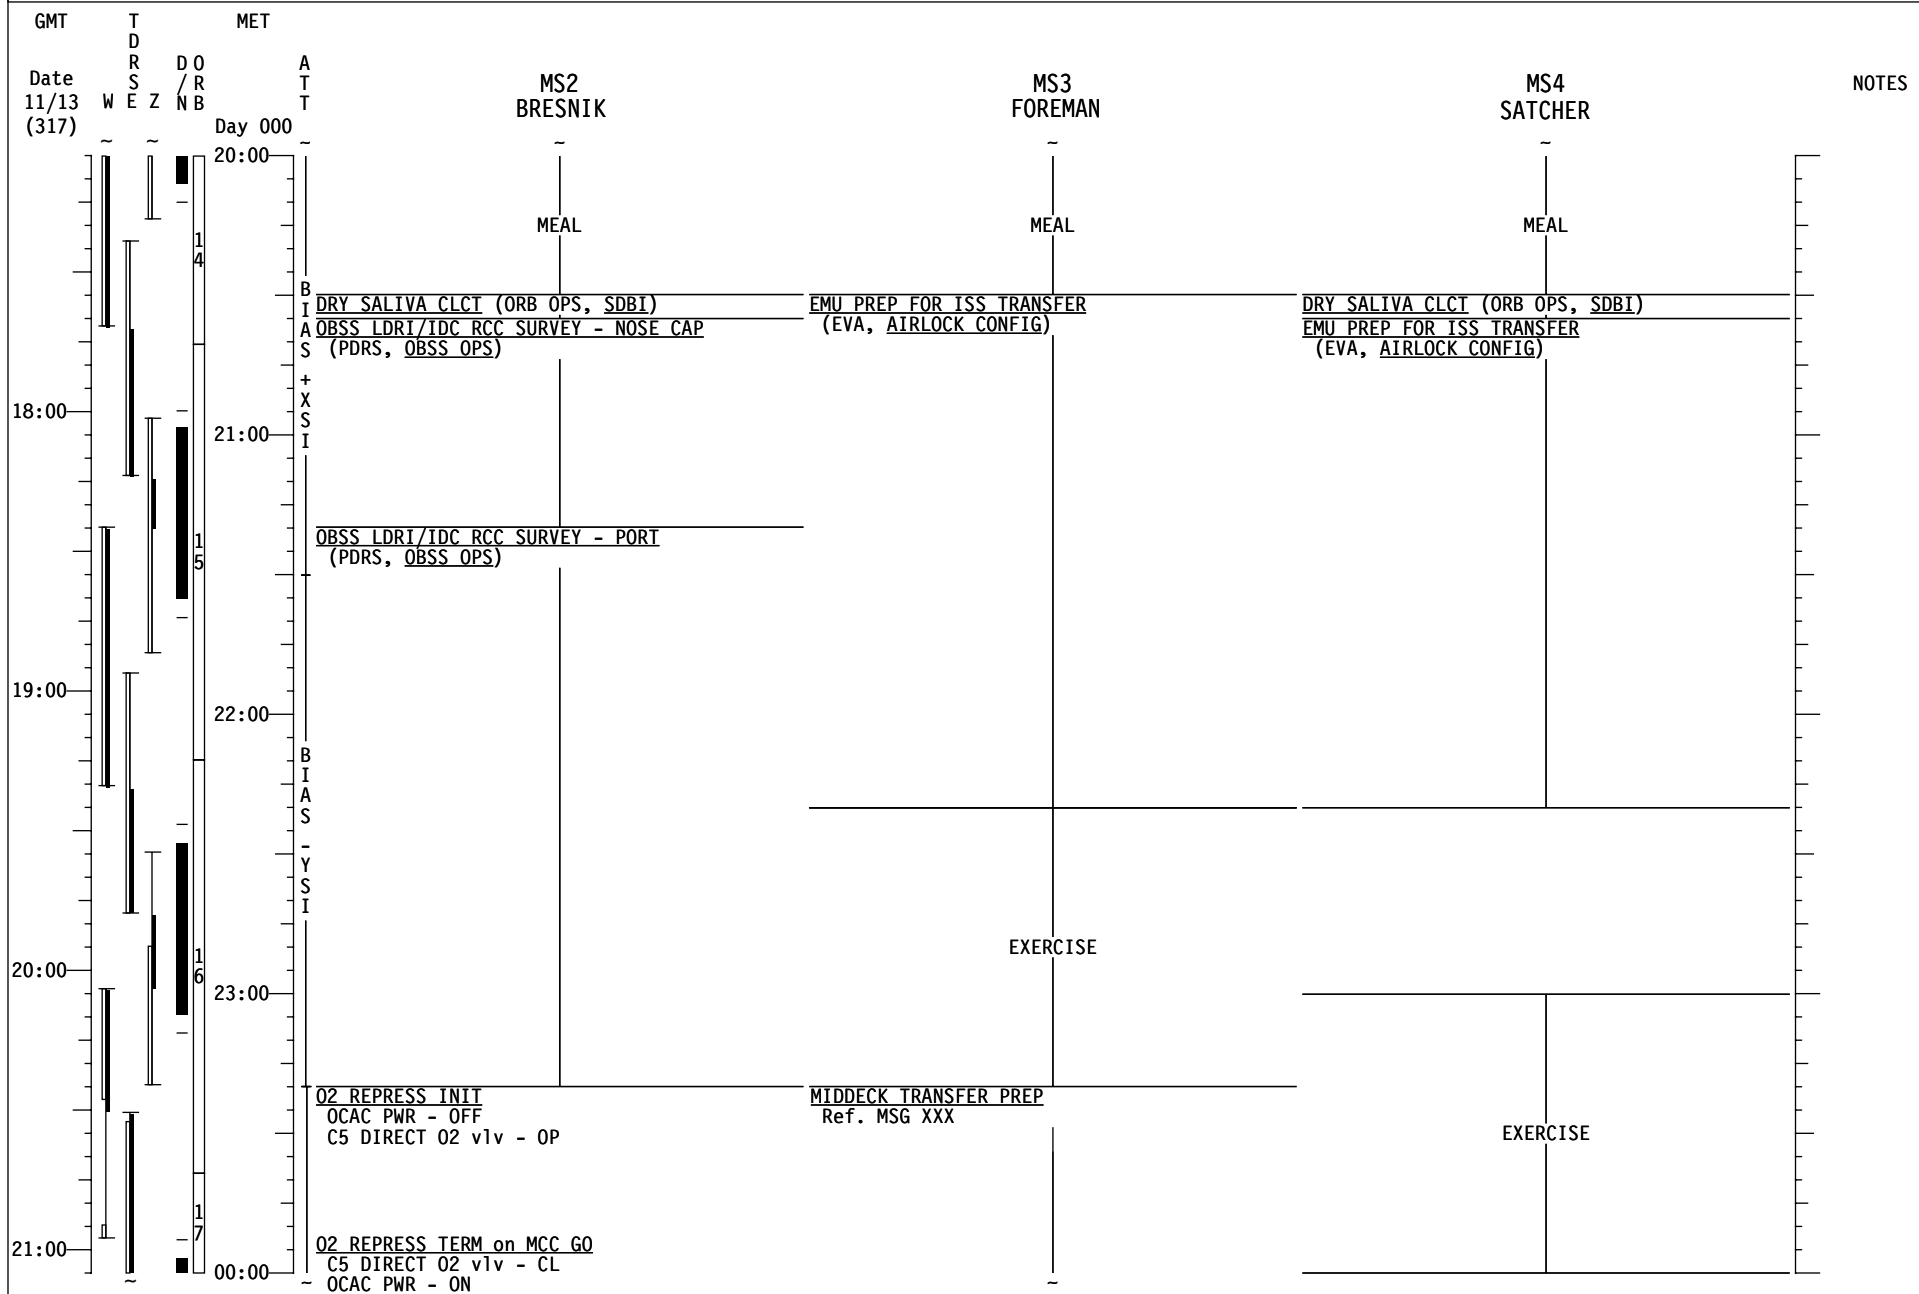 GMT
TDRS
MET
Date
11/13
(317)
W E Z
D/N
ORB
ATT
Day 000
MS2
BRESNIK
MS3
FOREMAN
MS4
SATCHER
NOTES
~ ~ ~ ~ ~ ~
20:00
MEAL MEAL MEAL
14
BIAS +XSI
DRY SALIVA CLCT (ORB OPS, SDBI)
OBSS LDRI/IDC RCC SURVEY - NOSE CAP
(PDRS, OBSS OPS)
EMU PREP FOR ISS TRANSFER
(EVA, AIRLOCK CONFIG)
DRY SALIVA CLCT (ORB OPS, SDBI)
EMU PREP FOR ISS TRANSFER
(EVA, AIRLOCK CONFIG)
18:00
21:00
OBSS LDRI/IDC RCC SURVEY - PORT
(PDRS, OBSS OPS)
15
19:00
22:00
BIAS -YSI
EXERCISE
16
20:00
23:00
O2 REPRESS INIT
OCAC PWR - OFF
C5 DIRECT O2 vlv - OP
MIDDECK TRANSFER PREP
Ref. MSG XXX
EXERCISE
17
21:00
O2 REPRESS TERM on MCC GO
C5 DIRECT O2 vlv - CL
OCAC PWR - ON
00:00
~ ~ ~